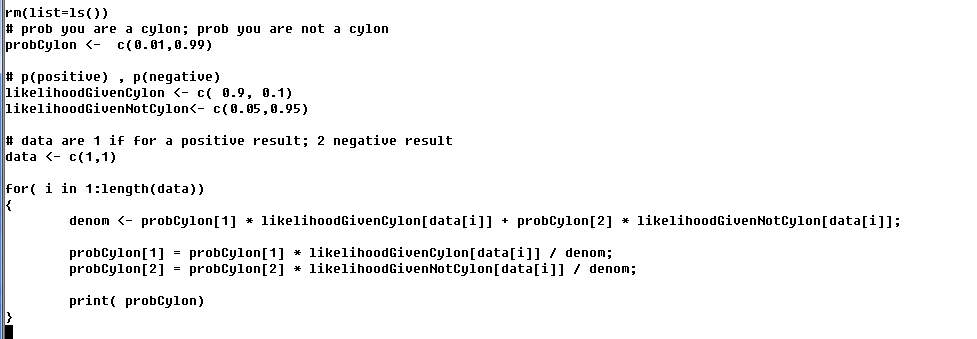 rm(list=ls())
# prob you are a cylon; prob you are not a cylon
probCylon <-  c(0.01,0.99)

# p(positive) , p(negative)
likelihoodGivenCylon <- c( 0.9, 0.1)
likelihoodGivenNotCylon<- c(0.05,0.95)

# data are 1 if for a positive result; 2 negative result
data <- c(1,1)

for( i in 1:length(data))
{
        denom <- probCylon[1] * likelihoodGivenCylon[data[i]] + probCylon[2] * likelihoodGivenNotCylon[data[i]];

        probCylon[1] = probCylon[1] * likelihoodGivenCylon[data[i]] / denom;
        probCylon[2] = probCylon[2] * likelihoodGivenNotCylon[data[i]] / denom;

        print( probCylon)
}